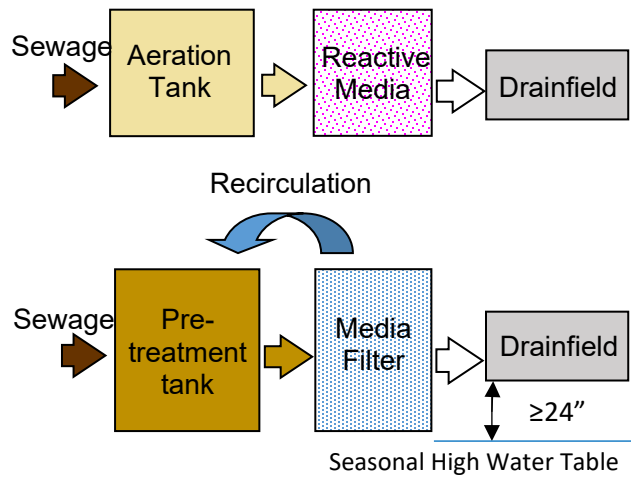 Sewage
Aeration
Tank
Reactive
Media
Drainfield
Recirculation
Sewage
Pre-
treatment
tank
Media
Filter
Drainfield
≥24”
Seasonal High Water Table